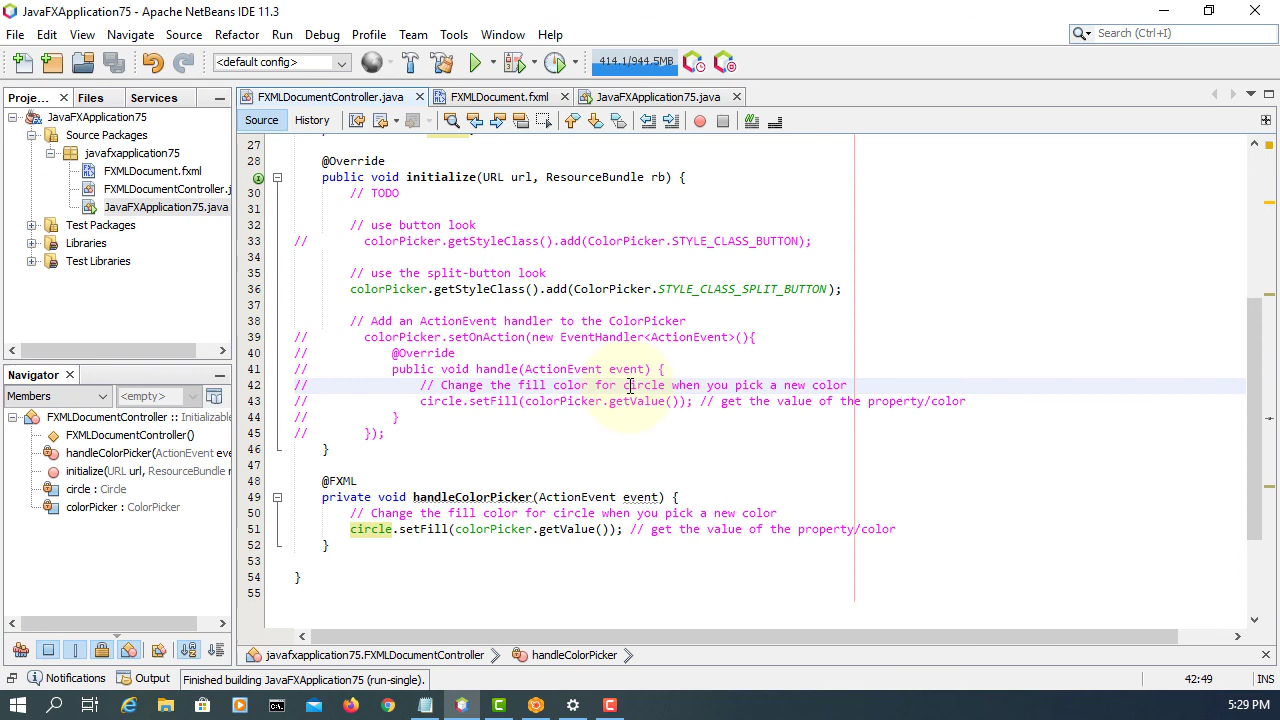 JavaFXApplication75 - Apache NetBeans IDE 11.3
File Edit View Navigate Source Refactor Run Debug Profile Team Tools Window Help
Search (Ctrl+I)
<default config>
414.1/944.5MB
Proje... Files Services
FXMLDocumentController.java FXMLDocument.fxml JavaFXApplication75.java
Source History
JavaFXApplication75
Source Packages
javafxapplication75
FXMLDocument.fxml
FXMLDocumentController.j
JavaFXApplication75.java
Test Packages
Libraries
Test Libraries
27
28 @Override
public void initialize(URL url, ResourceBundle rb) {
30 // TODO
31
32 // use button look
33 // colorPicker.getStyleClass().add(ColorPicker.STYLE_CLASS_BUTTON);
34
35 // use the split-button look
36 colorPicker.getStyleClass().add(ColorPicker.STYLE_CLASS_SPLIT_BUTTON);
37
38 // Add an ActionEvent handler to the ColorPicker
39 // colorPicker.setOnAction(new EventHandler<ActionEvent>(){
40 // @Override
41 // public void handle(ActionEvent event) {
42 // // Change the fill color for circle when you pick a new color
43 // circle.setFill(colorPicker.getValue()); // get the value of the property/color
44 // }
45 // });
46 }
47
48 @FXML
49 private void handleColorPicker(ActionEvent event) {
50 // Change the fill color for circle when you pick a new color
51 circle.setFill(colorPicker.getValue()); // get the value of the property/color
52 }
53
54 }
55
Navigator
Members <empty>
FXMLDocumentController :: Initializable
FXMLDocumentController()
handleColorPicker(ActionEvent eve
initialize(URL url, ResourceBundle r
circle : Circle
colorPicker : ColorPicker
javafxapplication75.FXMLDocumentController handleColorPicker
Notifications Output Finished building JavaFXApplication75 (run-single). 42:49 INS
5:29 PM